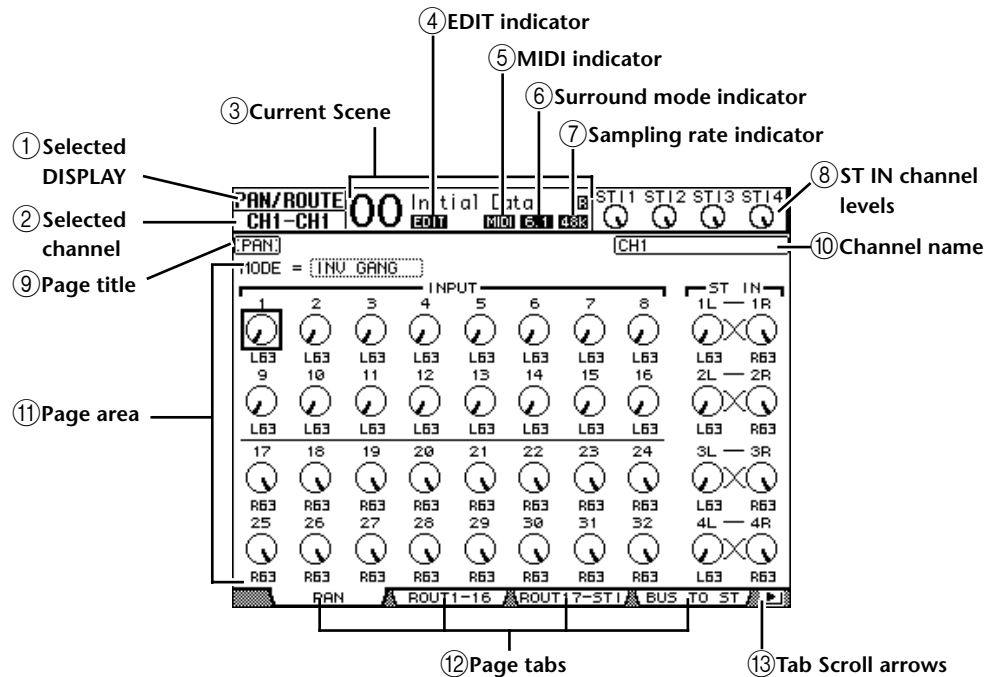 ④EDIT indicator
⑤MIDI indicator
⑥Surround mode indicator
③Current Scene
⑦Sampling rate indicator
①Selected
DISPLAY
⑧ST IN channel
levels
②Selected
channel
PAN/ROUTE
CH1-CH1
00
EDIT
MIDI
6.1
48k
STI1 STI2 STI3 STI4
⑨Page title
PAN
CH1
⑩Channel name
MODE = INV GANG
INPUT
ST IN
1 2 3 4 5 6 7 8 1L 1R
L63 L63 L63 L63 L63 L63 L63 L63 L63 R63
9 10 11 12 13 14 15 16 2L 2R
⑪Page area
L63 L63 L63 L63 L63 L63 L63 L63 L63 R63
17 18 19 20 21 22 23 24 3L 3R
R63 R63 R63 R63 R63 R63 R63 R63 L63 R63
25 26 27 28 29 30 31 32 4L 4R
R63 R63 R63 R63 R63 R63 R63 R63 L63 R63
PAN ROUT1-16 ROUT17-STI BUS TO ST
⑫Page tabs
⑬Tab Scroll arrows